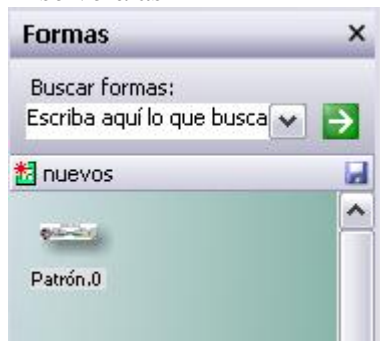 Formas
Buscar formas:
Escriba aquí lo que busca
nuevos
Patrón.0